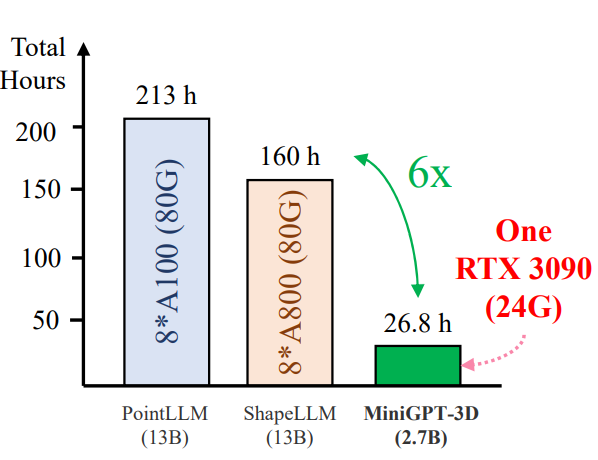 Total
Hours
200
150
100
50
213 h
160 h
26.8 h
8*A100 (80G)
8*A800 (80G)
6x
One
RTX 3090
(24G)
PointLLM
(13B)
ShapeLLM
(13B)
MiniGPT-3D
(2.7B)